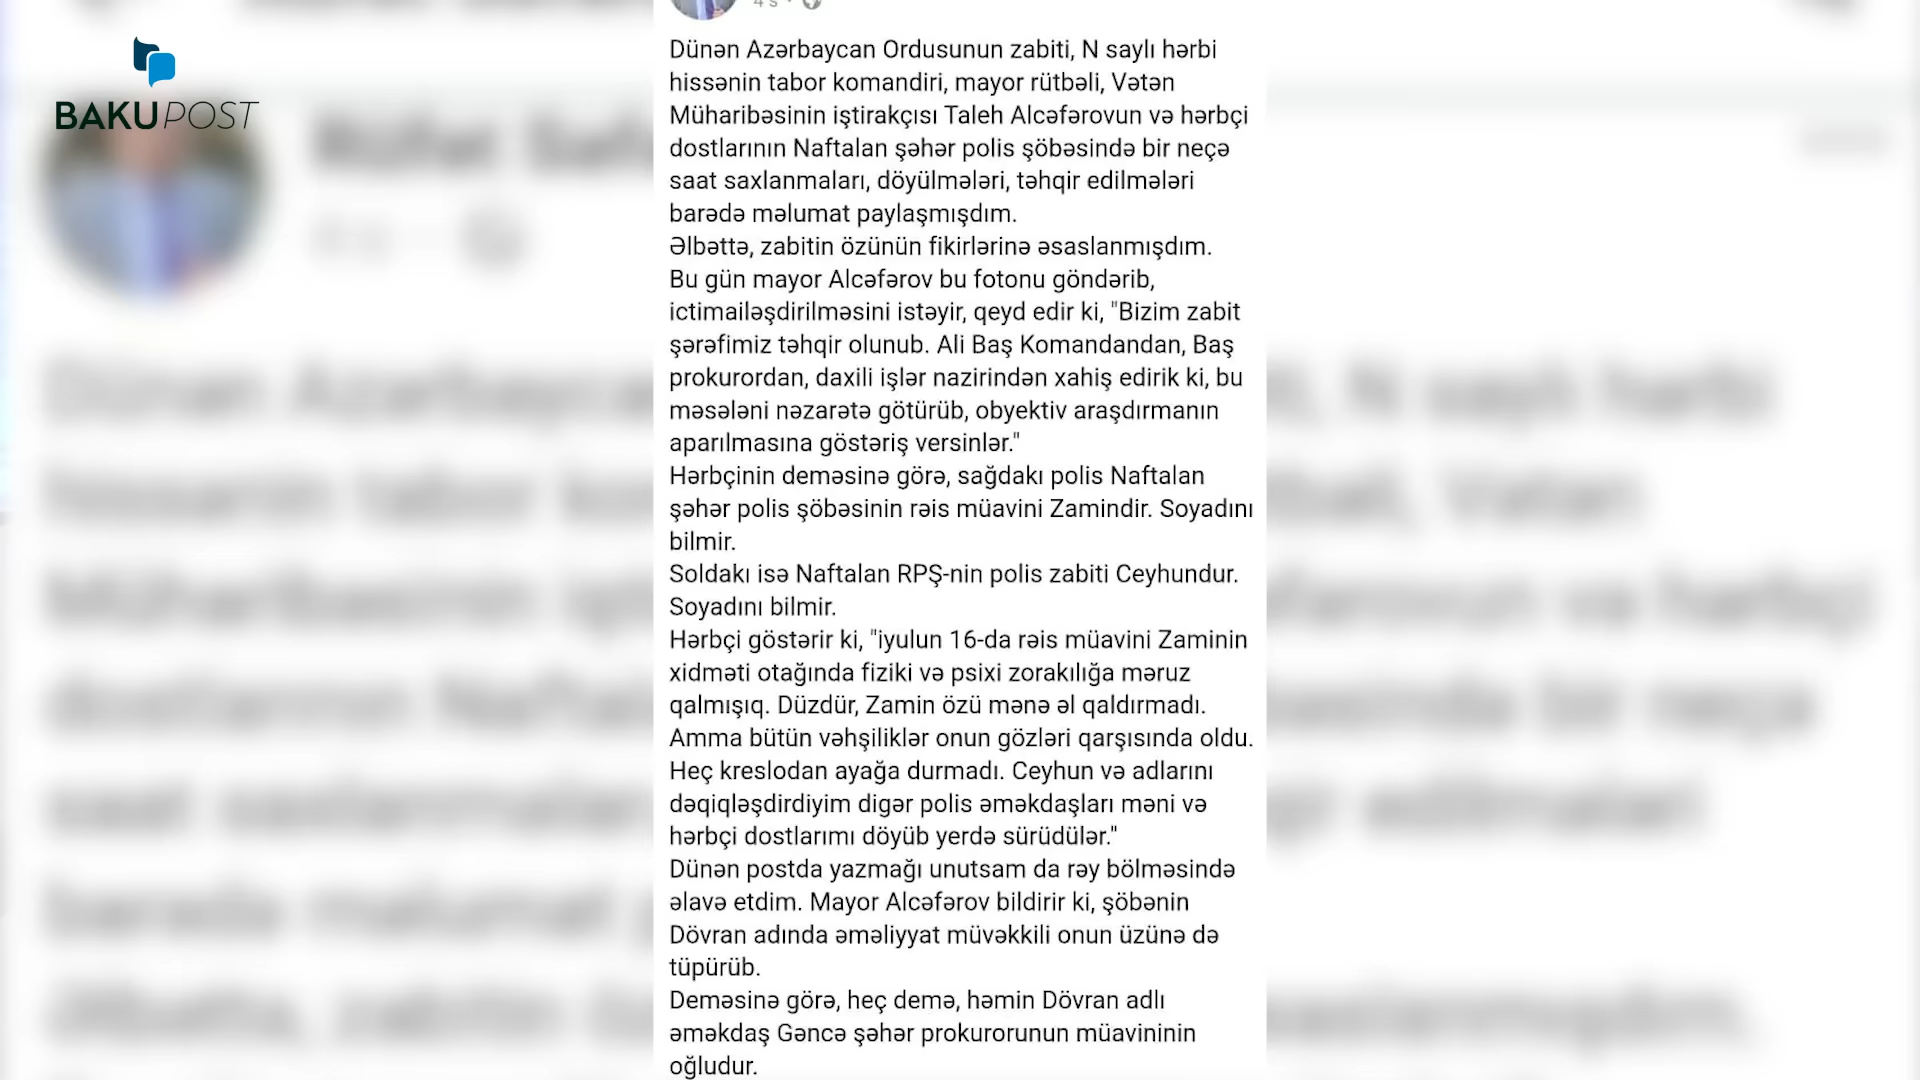 BAKUPOST
Dünən Azərbaycan Ordusunun zabiti, N saylı hərbi
hissənin tabor komandiri, mayor rütbəli, Vətən
Müharibəsinin iştirakçısı Taleh Alcəfərovun və hərbçi
dostlarının Naftalan şəhər polis şöbəsində bir neçə
saat saxlanmaları, döyülmələri, təhqir edilmələri
barədə məlumat paylaşmışdım.
Əlbəttə, zabitin özünün fikirlərinə əsaslanmışdım.
Bu gün mayor Alcəfərov bu fotonu göndərib,
ictimailəşdirilməsini istəyir, qeyd edir ki, "Bizim zabit
şərəfimiz təhqir olunub. Ali Baş Komandandan, Baş
prokurordan, daxili işlər nazirindən xahiş edirik ki, bu
məsələni nəzarətə götürüb, obyektiv araşdırmanın
aparılmasına göstəriş versinlər."
Hərbçinin deməsinə görə, sağdakı polis Naftalan
şəhər polis şöbəsinin rəis müavini Zamindir. Soyadını
bilmir.
Soldakı isə Naftalan RPŞ-nin polis zabiti Ceyhundur.
Soyadını bilmir.
Hərbçi göstərir ki, "iyulun 16-da rəis müavini Zaminin
xidməti otağında fiziki və psixi zorakılığa məruz
qalmışıq. Düzdür, Zamin özü mənə əl qaldırmadı.
Amma bütün vəhşiliklər onun gözləri qarşısında oldu.
Heç kreslodan ayağa durmadı. Ceyhun və adlarını
dəqiqləşdirdiyim digər polis əməkdaşları məni və
hərbçi dostlarımı döyüb yerdə sürüdülər."
Dünən postda yazmağı unutsam da rəy bölməsində
əlavə etdim. Mayor Alcəfərov bildirir ki, şöbənin
Dövran adında əməliyyat müvəkkili onun üzünə də
tüpürüb.
Deməsinə görə, heç demə, həmin Dövran adlı
əməkdaş Gəncə şəhər prokurorunun müavininin
oğludur.